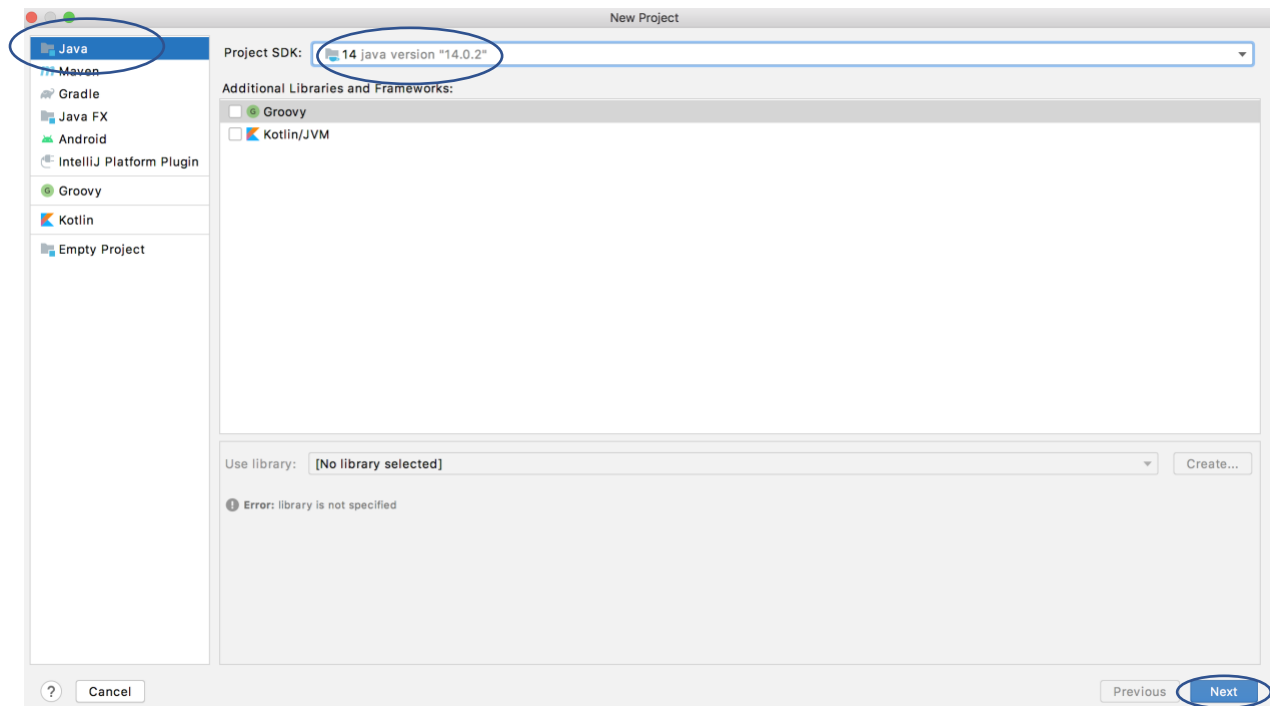 New Project
Java
Maven
Gradle
Java FX
Android
IntelliJ Platform Plugin
Groovy
Kotlin
Empty Project
Project SDK: 14 java version "14.0.2"
Additional Libraries and Frameworks:
Groovy
Kotlin/JVM
Use library: [No library selected] Create...
Error: library is not specified
? Cancel Previous Next